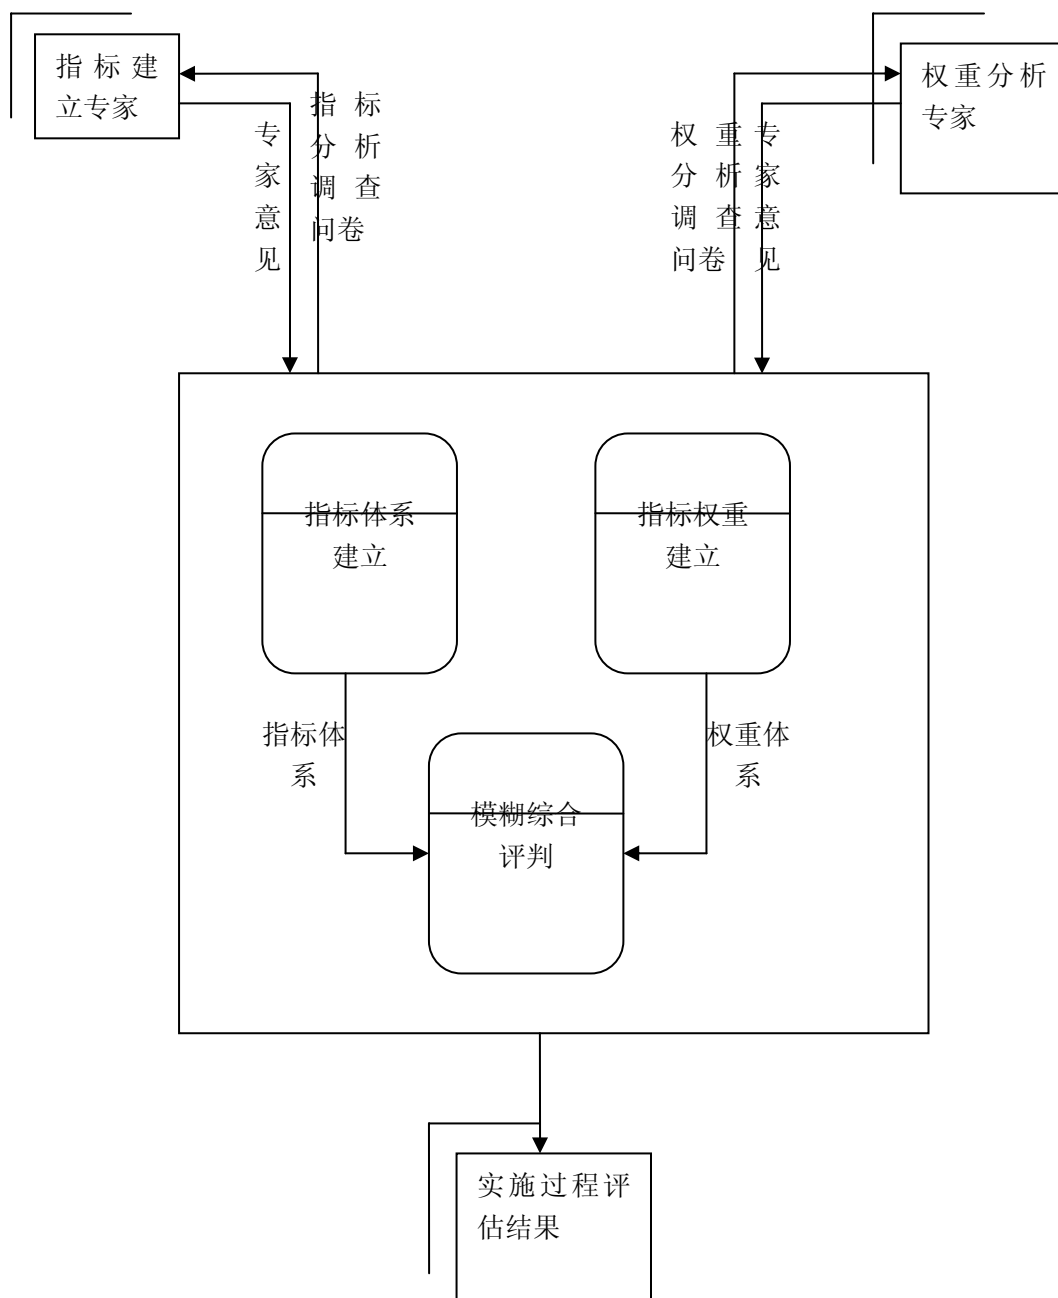 指标建
立专家
专
家
意
见
指标
分析
调查
问卷
权重
分析
调查
问卷
专
家
意
见
权重分析
专家
指标体系
建立
指标权重
建立
指标体
系
权重体
系
模糊综合
评判
实施过程评
估结果